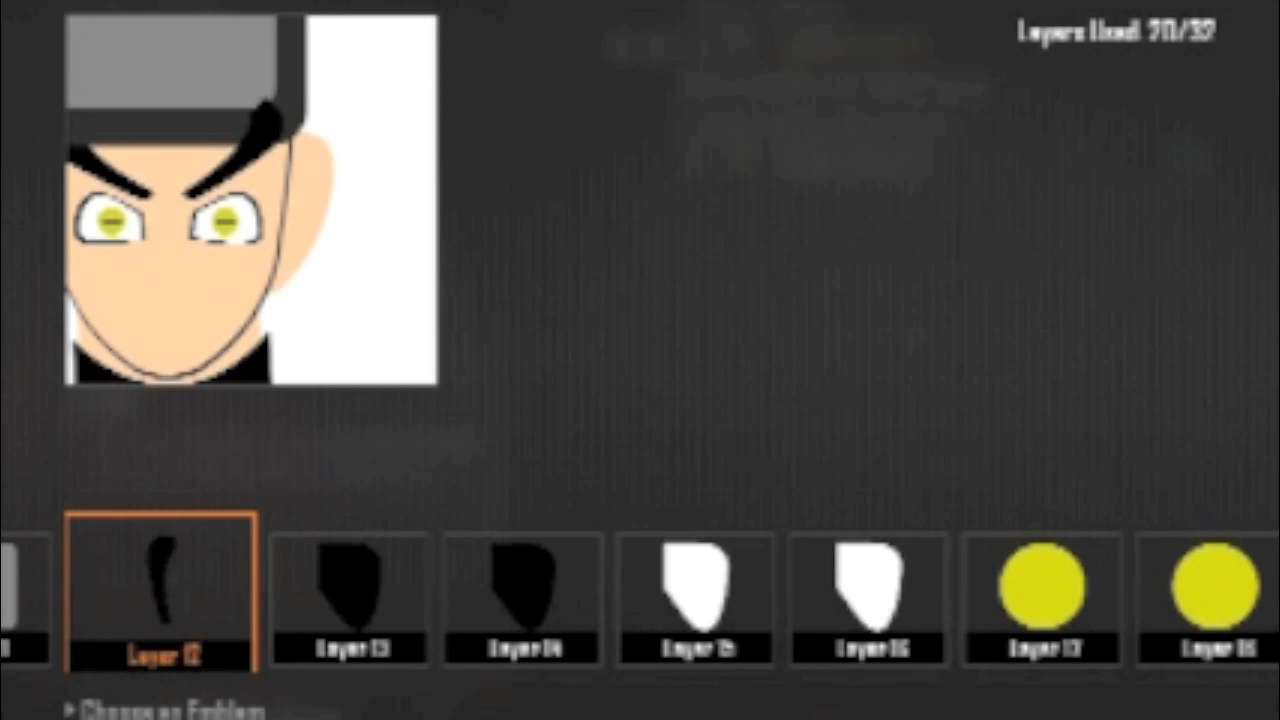 Layers Used: 20/32
Layer 12
Layer 13
Layer 14
Layer 15
Layer 16
Layer 17
Layer 18
Choose an Emblem